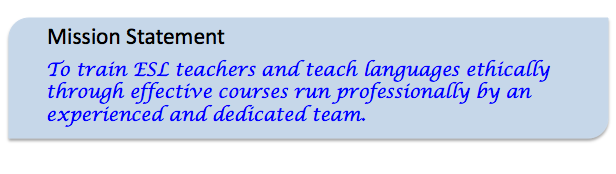 Mission Statement
To train ESL teachers and teach languages ethically
through effective courses run professionally by an
experienced and dedicated team.